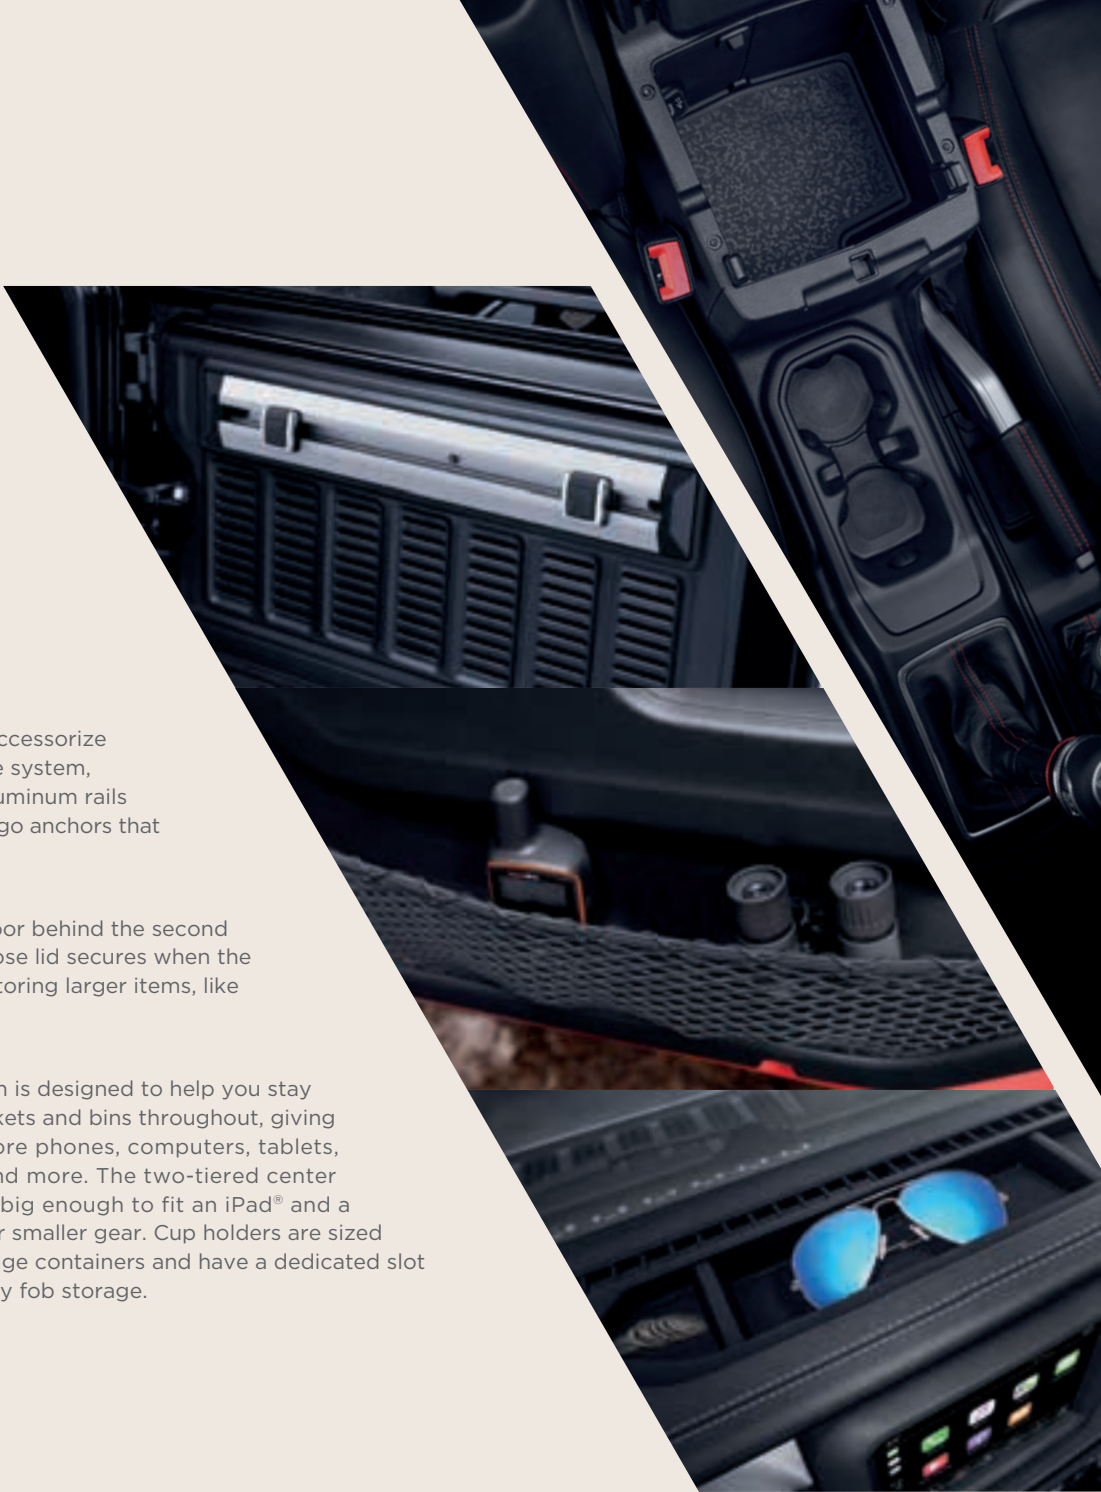 ccessorize
e system,
uminum rails
go anchors that
oor behind the second
ose lid secures when the
toring larger items, like
n is designed to help you stay
kets and bins throughout, giving
ore phones, computers, tablets,
nd more. The two-tiered center
big enough to fit an iPad® and a
r smaller gear. Cup holders are sized
ge containers and have a dedicated slot
y fob storage.